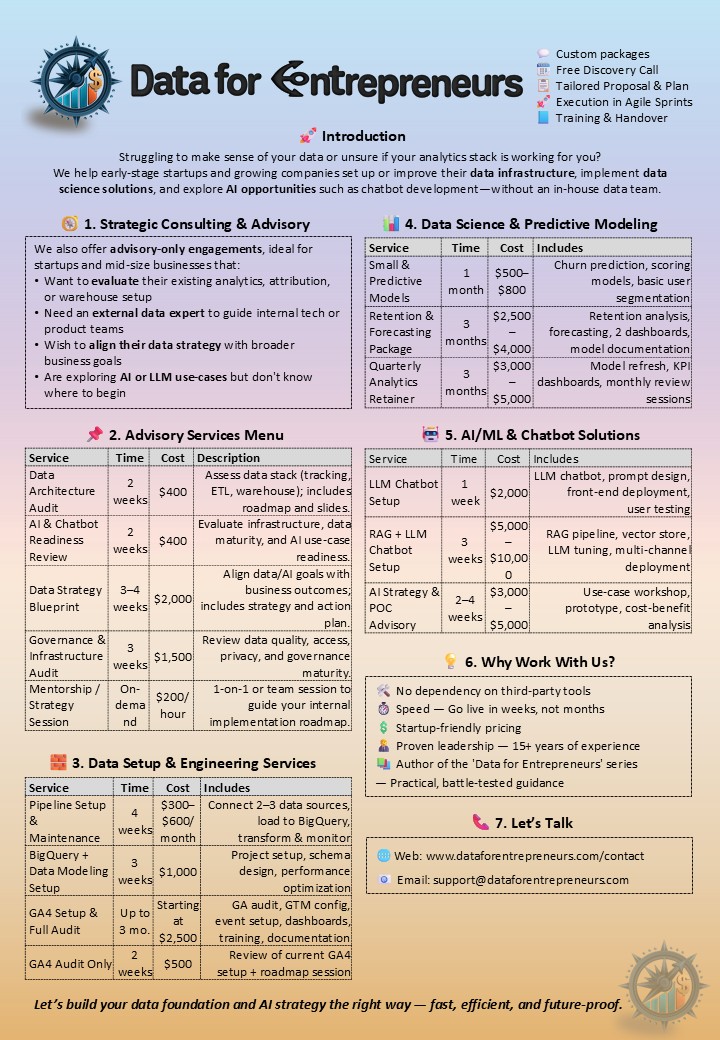 Data for Entrepreneurs
Custom packages
Free Discovery Call
Tailored Proposal & Plan
Execution in Agile Sprints
Training & Handover
Introduction
Struggling to make sense of your data or unsure if your analytics stack is working for you?
We help early-stage startups and growing companies set up or improve their data infrastructure, implement data
science solutions, and explore AI opportunities such as chatbot development—without an in-house data team.
1. Strategic Consulting & Advisory
We also offer advisory-only engagements, ideal for
startups and mid-size businesses that:
• Want to evaluate their existing analytics, attribution,
or warehouse setup
• Need an external data expert to guide internal tech or
product teams
• Wish to align their data strategy with broader
business goals
• Are exploring AI or LLM use-cases but don't know
where to begin
2. Advisory Services Menu
Service Time Cost Description
Data Architecture Audit 2 weeks $400 Assess data stack (tracking, ETL, warehouse); includes roadmap and slides.
AI & Chatbot Readiness Review 2 weeks $400 Evaluate infrastructure, data maturity, and AI use-case readiness.
Data Strategy Blueprint 3–4 weeks $2,000 Align data/AI goals with business outcomes; includes strategy and action plan.
Governance & Infrastructure Audit 3 weeks $1,500 Review data quality, access, privacy, and governance maturity.
Mentorship / Strategy Session On-demand $200/hour 1-on-1 or team session to guide your internal implementation roadmap.
3. Data Setup & Engineering Services
Service Time Cost Includes
Pipeline Setup & Maintenance 4 weeks $300–$600/month Connect 2–3 data sources, load to BigQuery, transform & monitor
BigQuery + Data Modeling Setup 3 weeks $1,000 Project setup, schema design, performance optimization
GA4 Setup & Full Audit Up to 3 mo. Starting at $2,500 GA audit, GTM config, event setup, dashboards, training, documentation
GA4 Audit Only 2 weeks $500 Review of current GA4 setup + roadmap session
4. Data Science & Predictive Modeling
Service Time Cost Includes
Small & Predictive Models 1 month $500–$800 Churn prediction, scoring models, basic user segmentation
Retention & Forecasting Package 3 months $2,500–$4,000 Retention analysis, forecasting, 2 dashboards, model documentation
Quarterly Analytics Retainer 3 months $3,000–$5,000 Model refresh, KPI dashboards, monthly review sessions
5. AI/ML & Chatbot Solutions
Service Time Cost Includes
LLM Chatbot Setup 1 week $2,000 LLM chatbot, prompt design, front-end deployment, user testing
RAG + LLM Chatbot Setup 3 weeks $5,000–$10,000 RAG pipeline, vector store, LLM tuning, multi-channel deployment
AI Strategy & POC Advisory 2–4 weeks $3,000–$5,000 Use-case workshop, prototype, cost-benefit analysis
6. Why Work With Us?
No dependency on third-party tools
Speed — Go live in weeks, not months
Startup-friendly pricing
Proven leadership — 15+ years of experience
Author of the 'Data for Entrepreneurs' series
— Practical, battle-tested guidance
7. Let's Talk
Web: www.dataforentrepreneurs.com/contact
Email: support@dataforentrepreneurs.com
Let's build your data foundation and AI strategy the right way — fast, efficient, and future-proof.